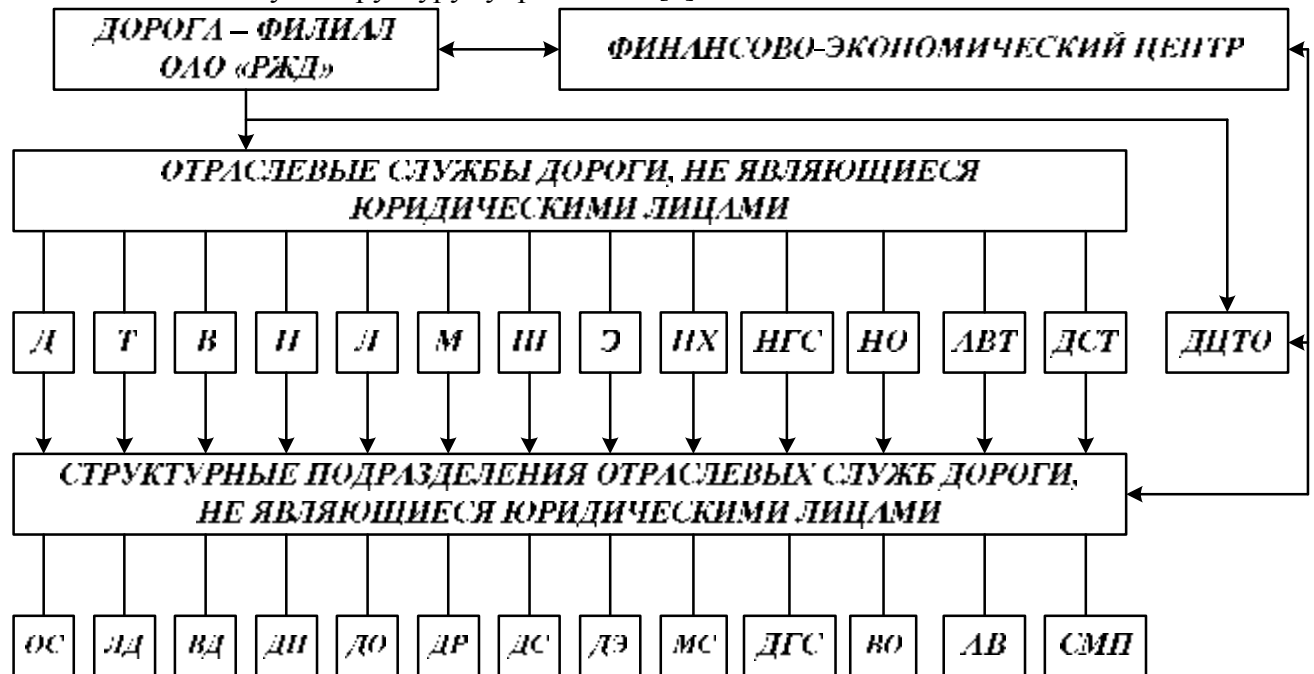 ДОРОГА – ФИЛИАЛ
ОАО «РЖД»
ФИНАНСОВО-ЭКОНОМИЧЕСКИЙ ЦЕНТР
ОТРАСЛЕВЫЕ СЛУЖБЫ ДОРОГИ, НЕ ЯВЛЯЮЩИЕСЯ
ЮРИДИЧЕСКИМИ ЛИЦАМИ
Д Т В П Л М Ш Э НХ НГС НО АВТ ДСТ ДЦТО
СТРУКТУРНЫЕ ПОДРАЗДЕЛЕНИЯ ОТРАСЛЕВЫХ СЛУЖБ ДОРОГИ,
НЕ ЯВЛЯЮЩИЕСЯ ЮРИДИЧЕСКИМИ ЛИЦАМИ
ОС ЛД ВД ДП ДО ДР ДС ДЭ МС ДГС ВО АВ СМП